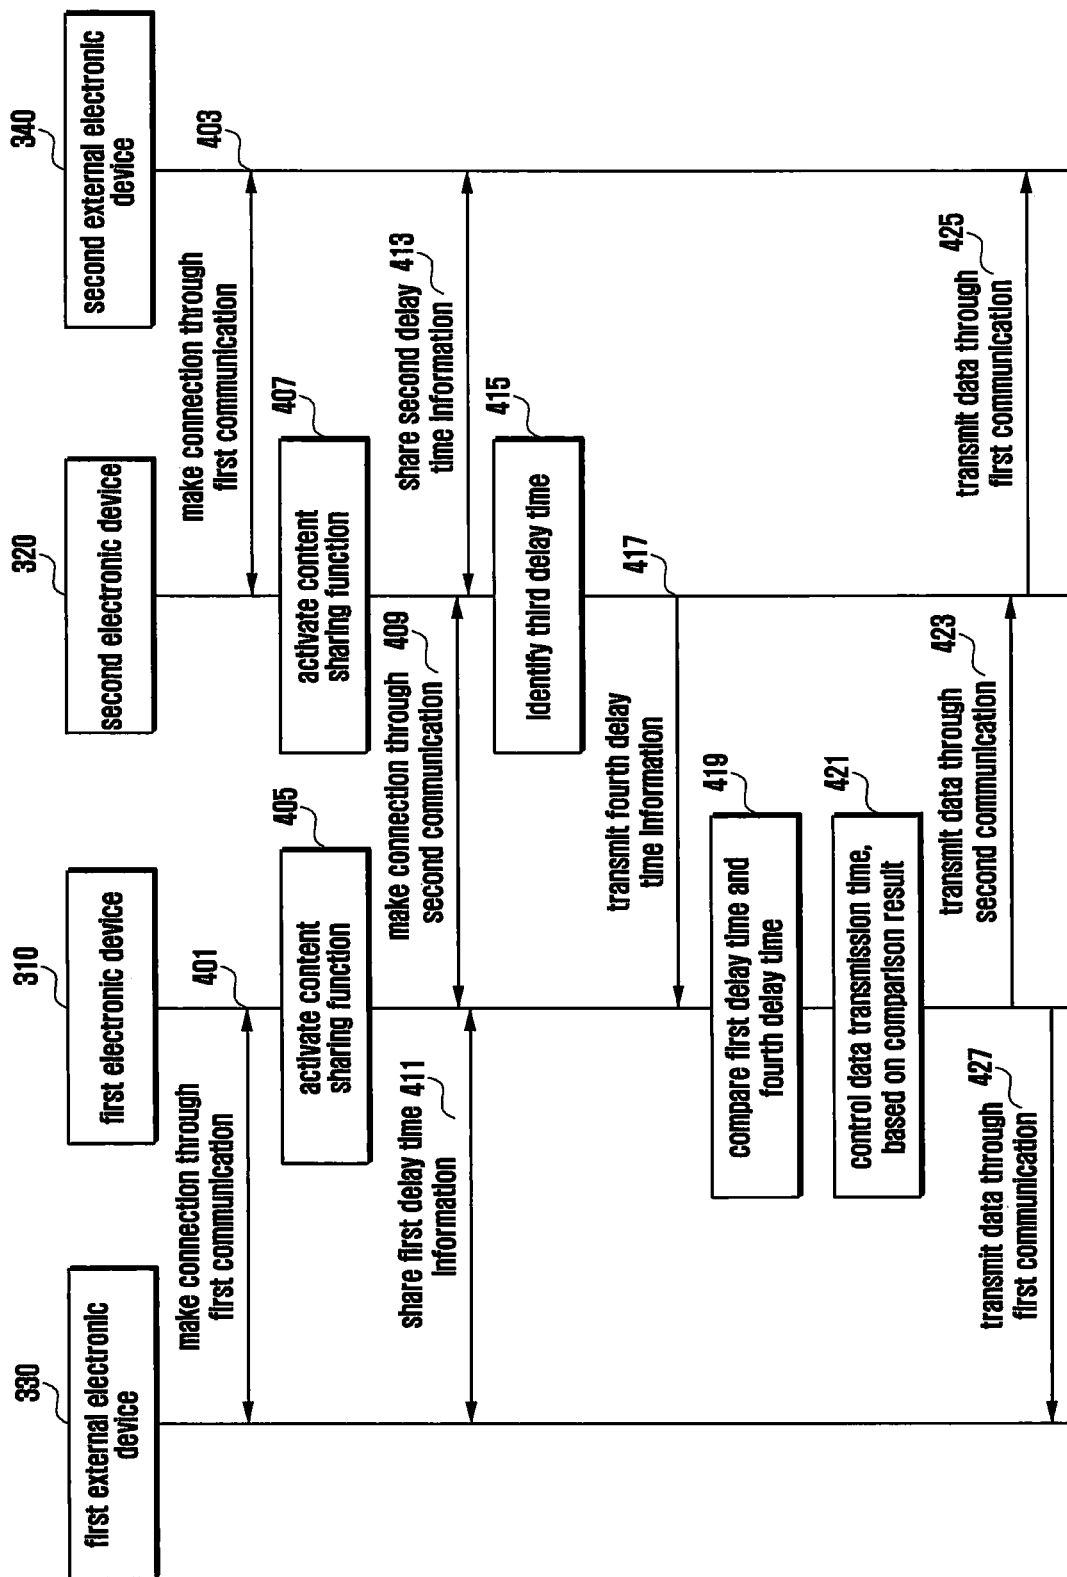 330
first external electronic
device
310
first electronic device
320
second electronic device
340
second external electronic
device
make connection through
first communication
401
make connection through
first communication
403
405
activate content
sharing function
407
activate content
sharing function
make connection through
second communication
409
share first delay time
Information
411
share second delay
time Information
413
415
Identify third delay time
transmit fourth delay
time Information
417
419
compare first delay time and
fourth delay time
421
control data transmission time,
based on comparison result
transmit data through
second communication
423
transmit data through
first communication
425
transmit data through
first communication
427